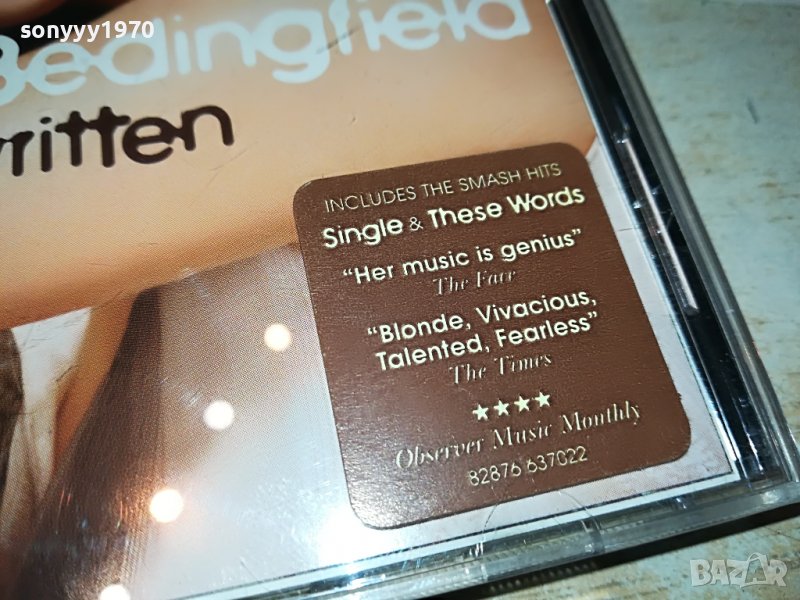 sonyyy1970
Bedingfield
written
INCLUDES THE SMASH HITS
Single & These Words
“Her music is genius”
The Face
“Blonde, Vivacious,
Talented, Fearless”
The Times
★★★★
Observer Music Monthly
82876 637022
BAZAR